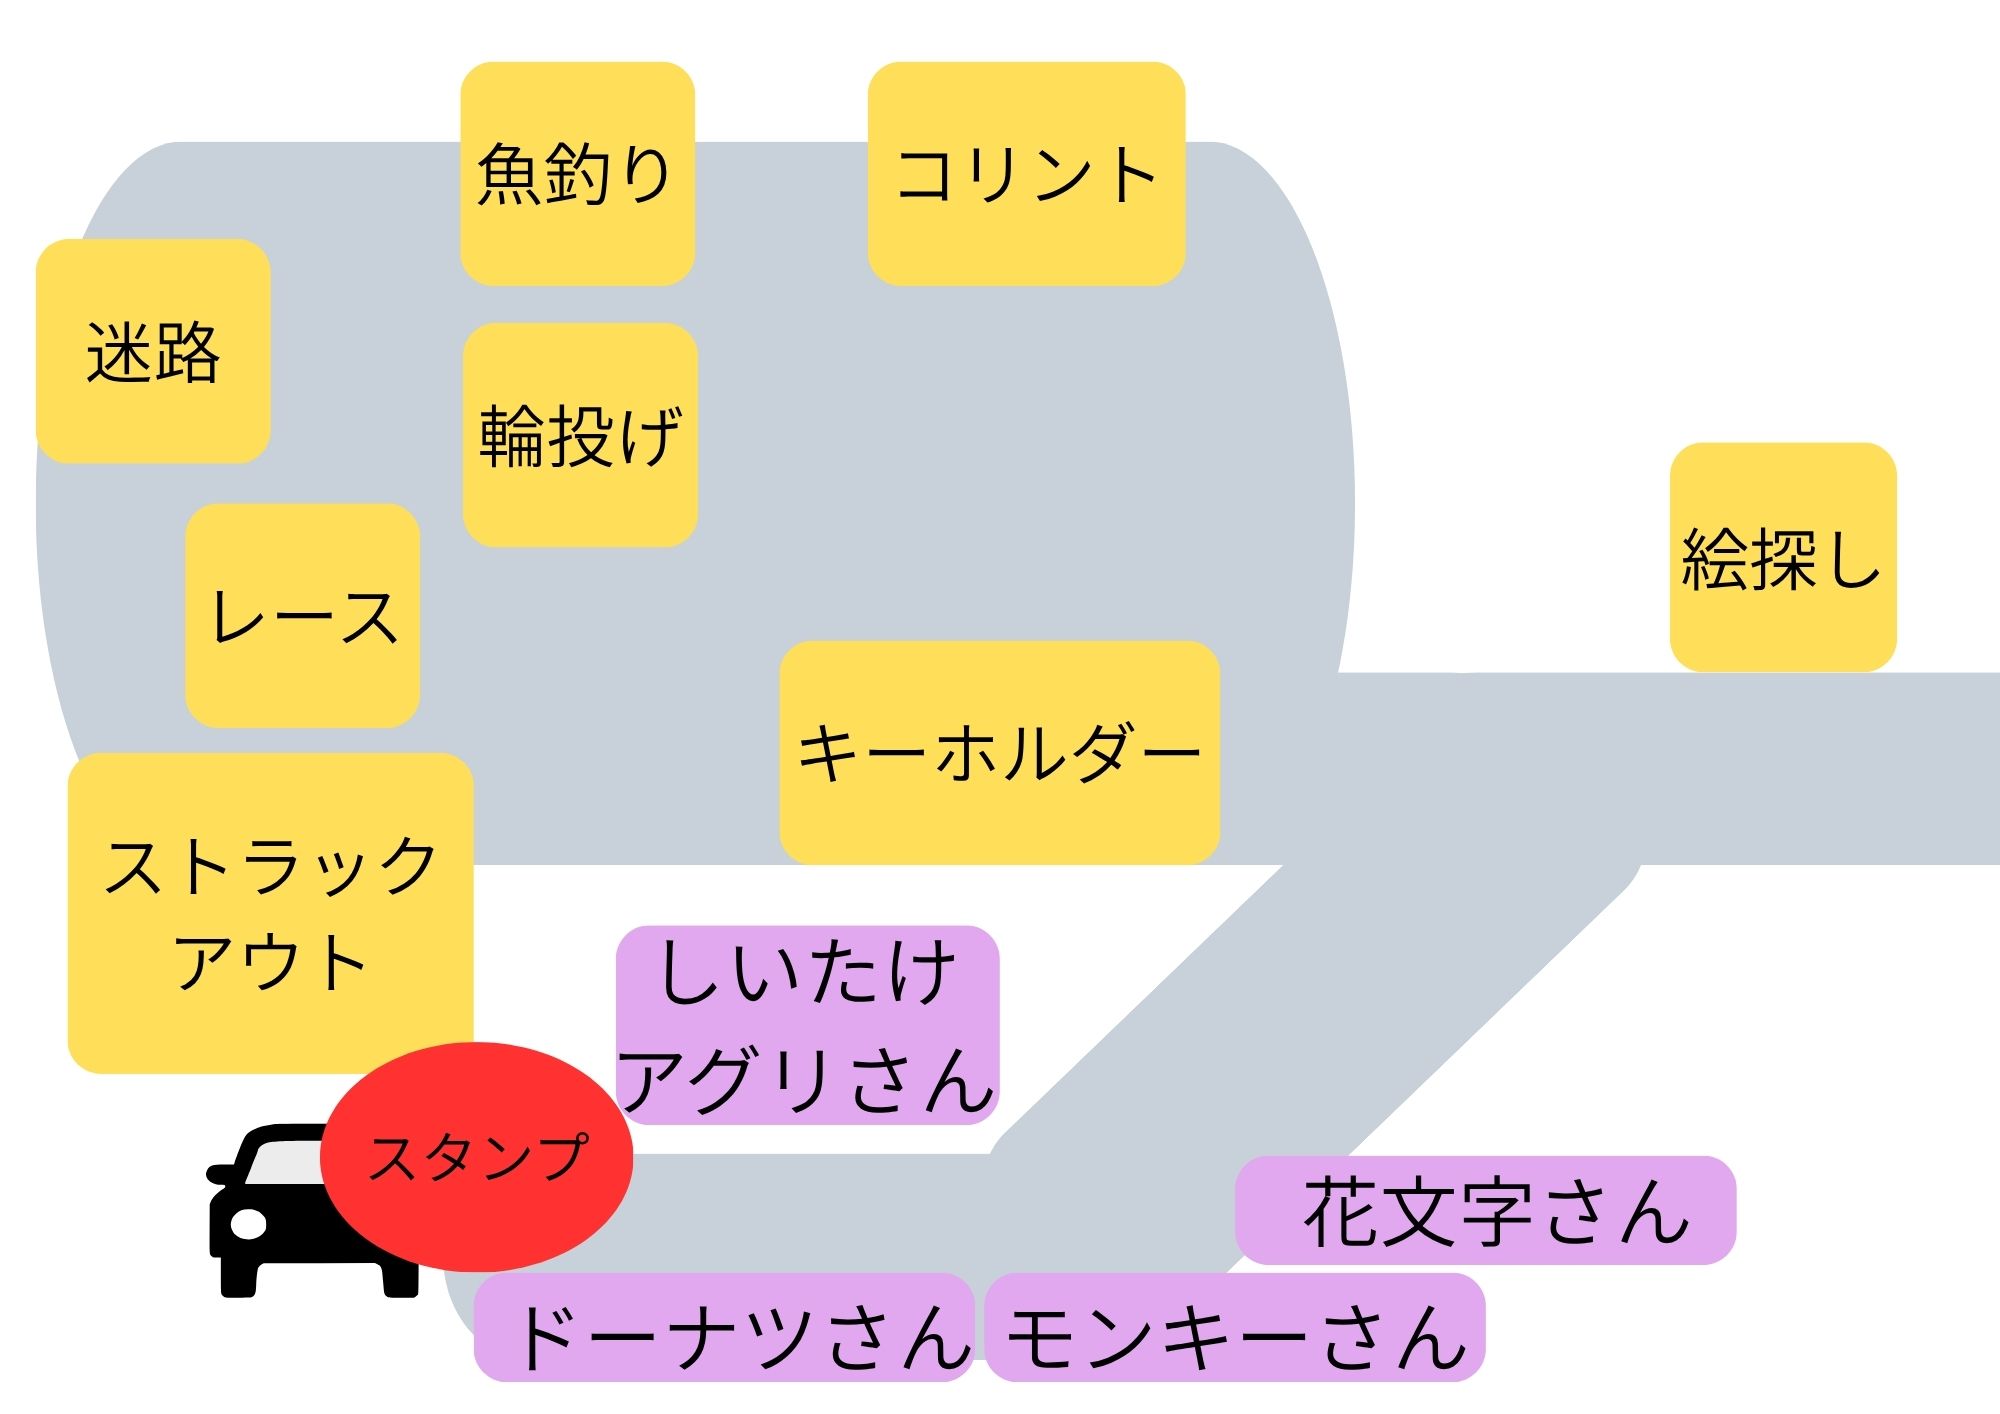 魚釣り
コリント
迷路
輪投げ
絵探し
レース
キーホルダー
ストラック
アウト
しいたけ
アグリさん
スタンプ
花文字さん
ドーナツさん
モンキーさん